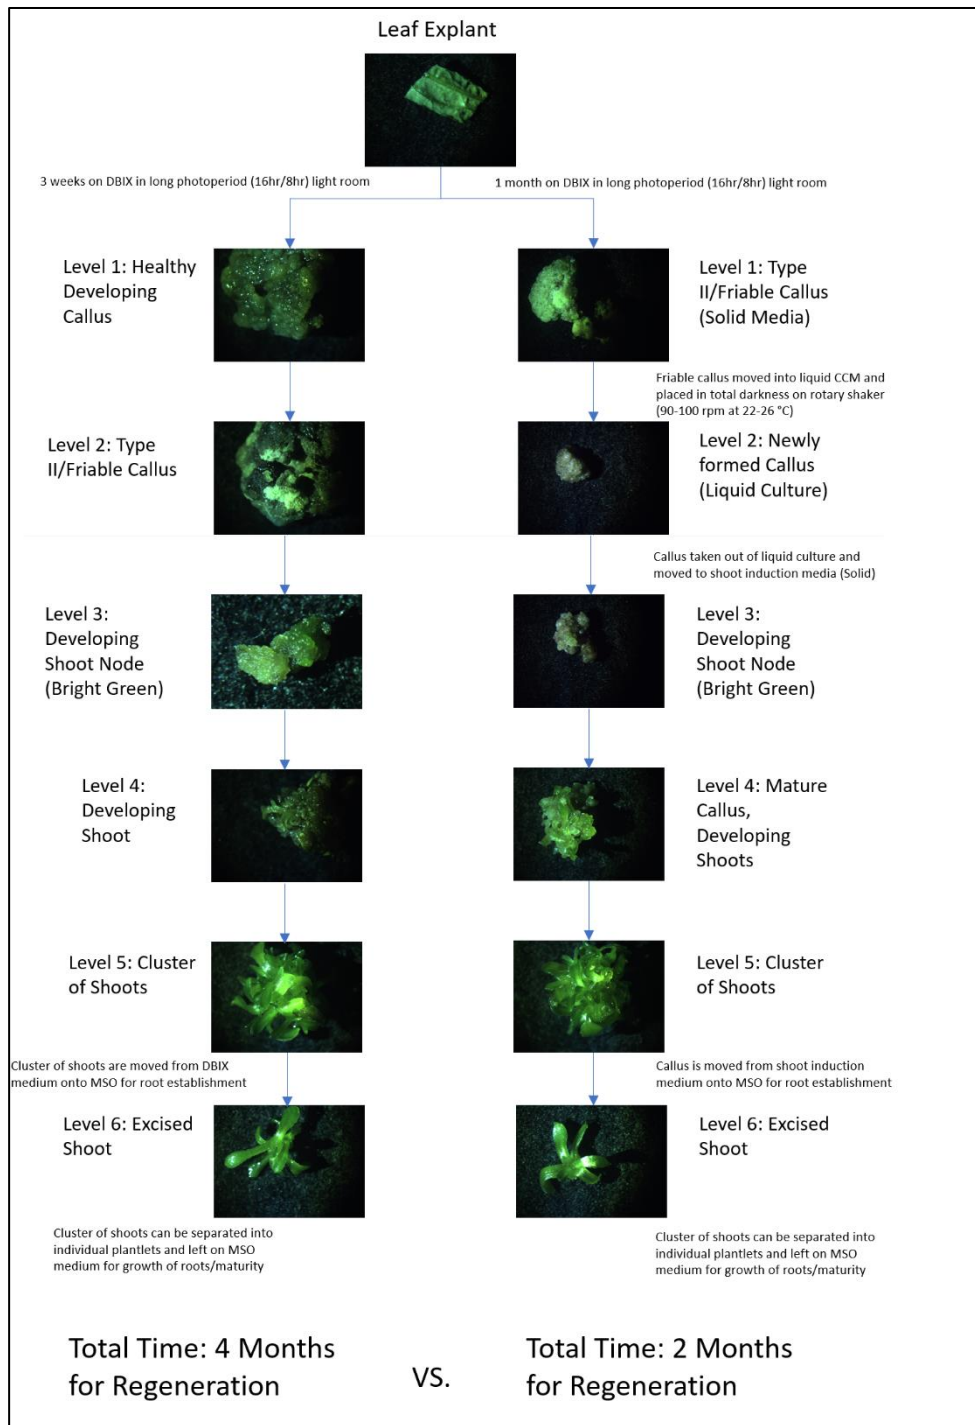 Leaf Explant
3 weeks on DBIX in long photoperiod (16hr/8hr) light room
1 month on DBIX in long photoperiod (16hr/8hr) light room
Level 1: Healthy
Developing
Callus
Level 1: Type
II/Friable Callus
(Solid Media)
Friable callus moved into liquid CCM and
placed in total darkness on rotary shaker
(90-100 rpm at 22-26 °C)
Level 2: Type
II/Friable Callus
Level 2: Newly
formed Callus
(Liquid Culture)
Callus taken out of liquid culture and
moved to shoot induction media (Solid)
Level 3:
Developing
Shoot Node
(Bright Green)
Level 3:
Developing
Shoot Node
(Bright Green)
Level 4:
Developing
Shoot
Level 4: Mature
Callus,
Developing
Shoots
Level 5: Cluster
of Shoots
Level 5: Cluster
of Shoots
Cluster of shoots are moved from DBIX
medium onto MSO for root establishment
Callus is moved from shoot induction
medium onto MSO for root establishment
Level 6: Excised
Shoot
Level 6: Excised
Shoot
Cluster of shoots can be separated into
individual plantlets and left on MSO
medium for growth of roots/maturity
Cluster of shoots can be separated into
individual plantlets and left on MSO
medium for growth of roots/maturity
Total Time: 4 Months
for Regeneration
VS.
Total Time: 2 Months
for Regeneration